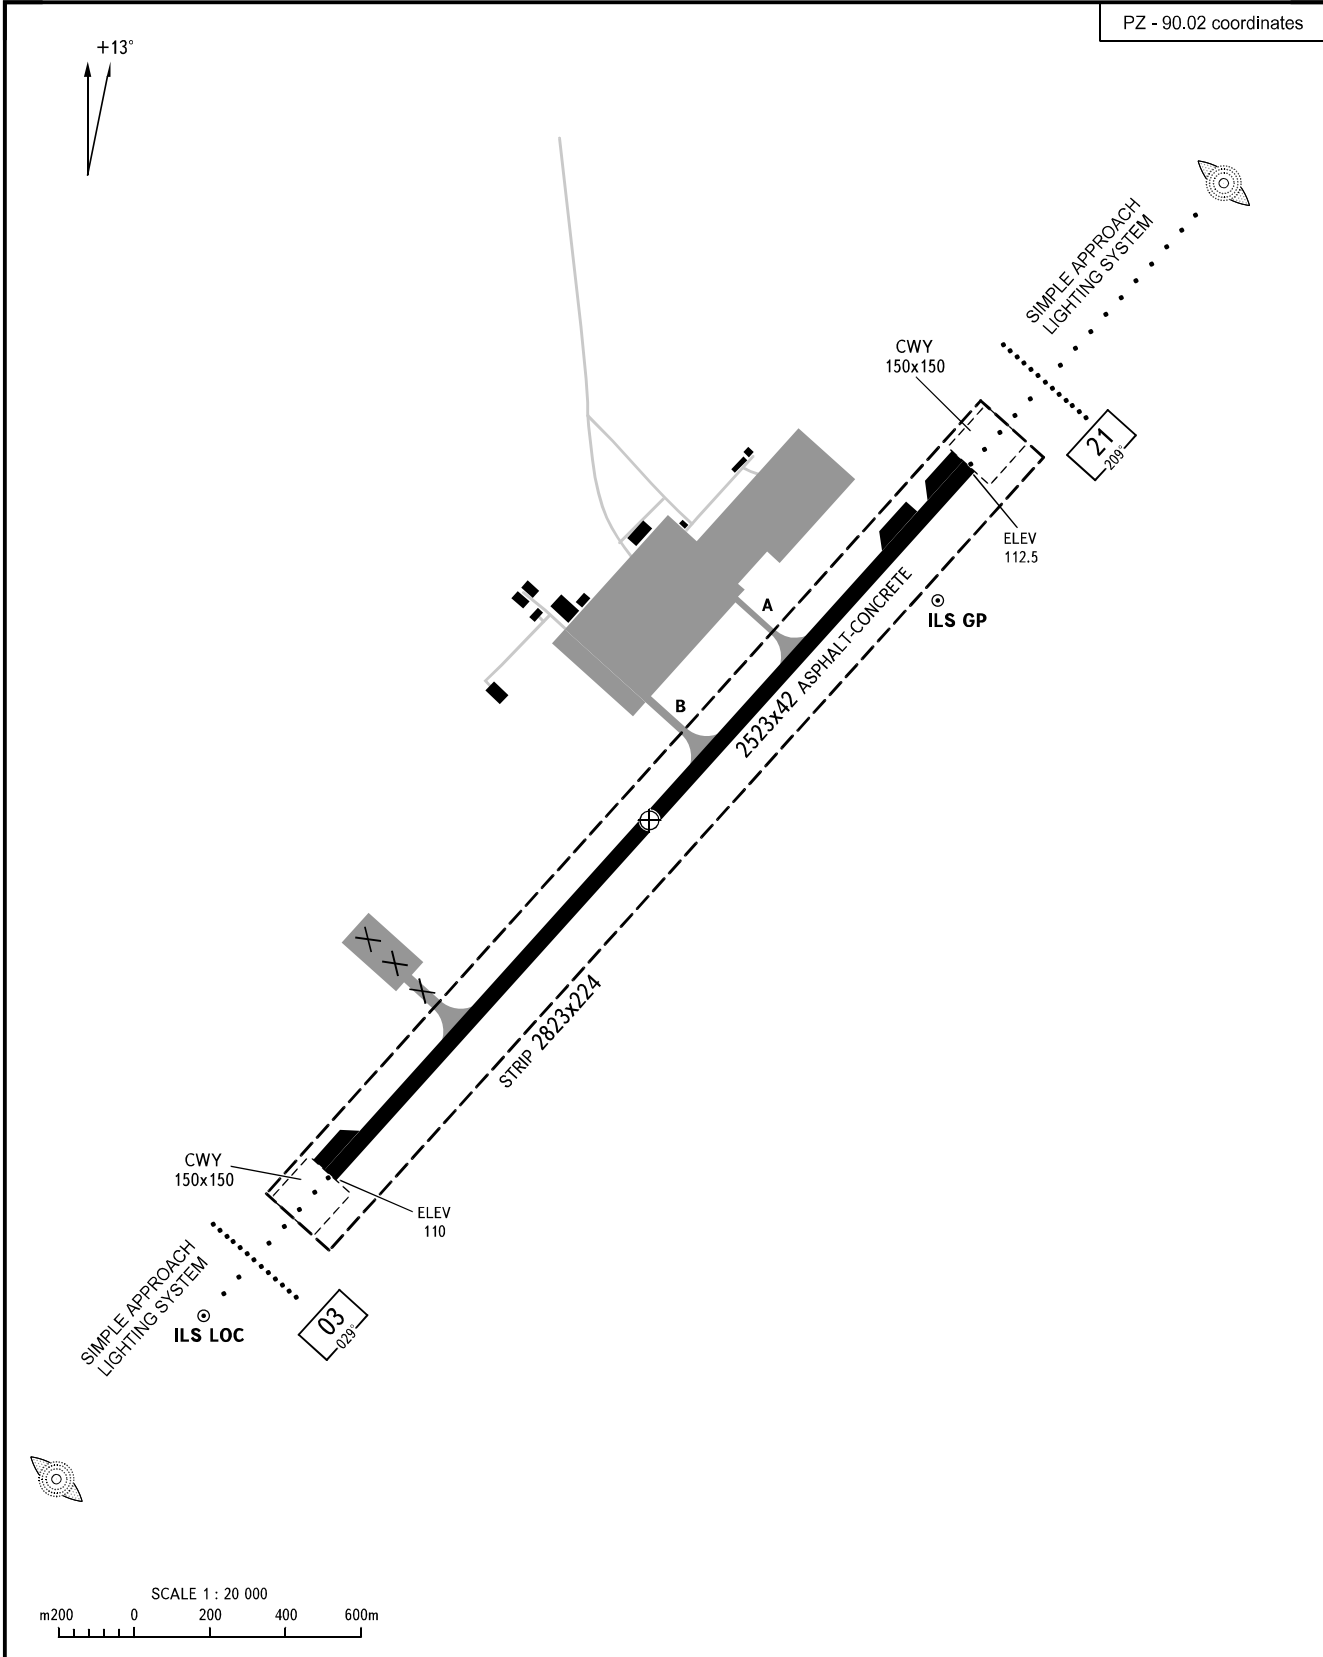 PZ - 90.02 coordinates
+13°
SIMPLE APPROACH
LIGHTING SYSTEM
CWY
150x150
21
209°
ELEV
112.5
ILS GP
A
B
2523x42 ASPHALT-CONCRETE
STRIP 2823x224
CWY
150x150
ELEV
110
SIMPLE APPROACH
LIGHTING SYSTEM
ILS LOC
03
029°
SCALE 1 : 20 000
m200 0 200 400 600m